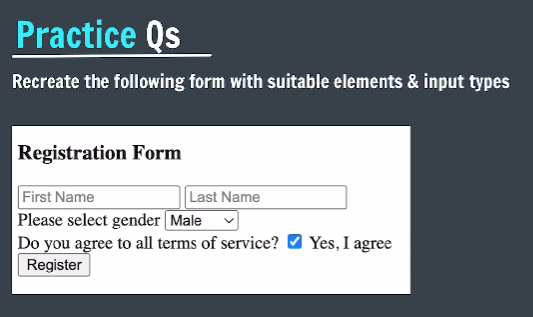 Practice Qs
Recreate the following form with suitable elements & input types
Registration Form
First Name Last Name
Please select gender Male
Do you agree to all terms of service? Yes, I agree
Register